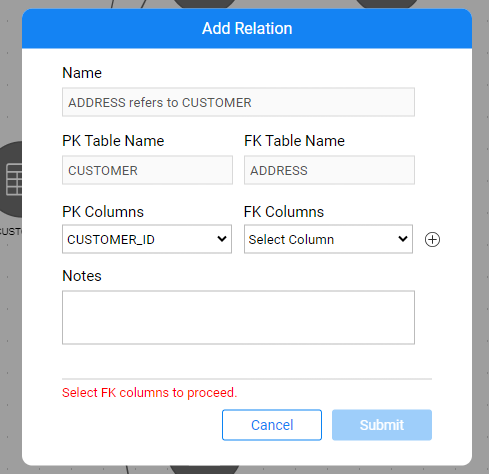 Add Relation
Name
ADDRESS refers to CUSTOMER
PK Table Name FK Table Name
CUSTOMER ADDRESS
PK Columns FK Columns
CUSTOMER_ID Select Column
Notes
Select FK columns to proceed.
Cancel Submit